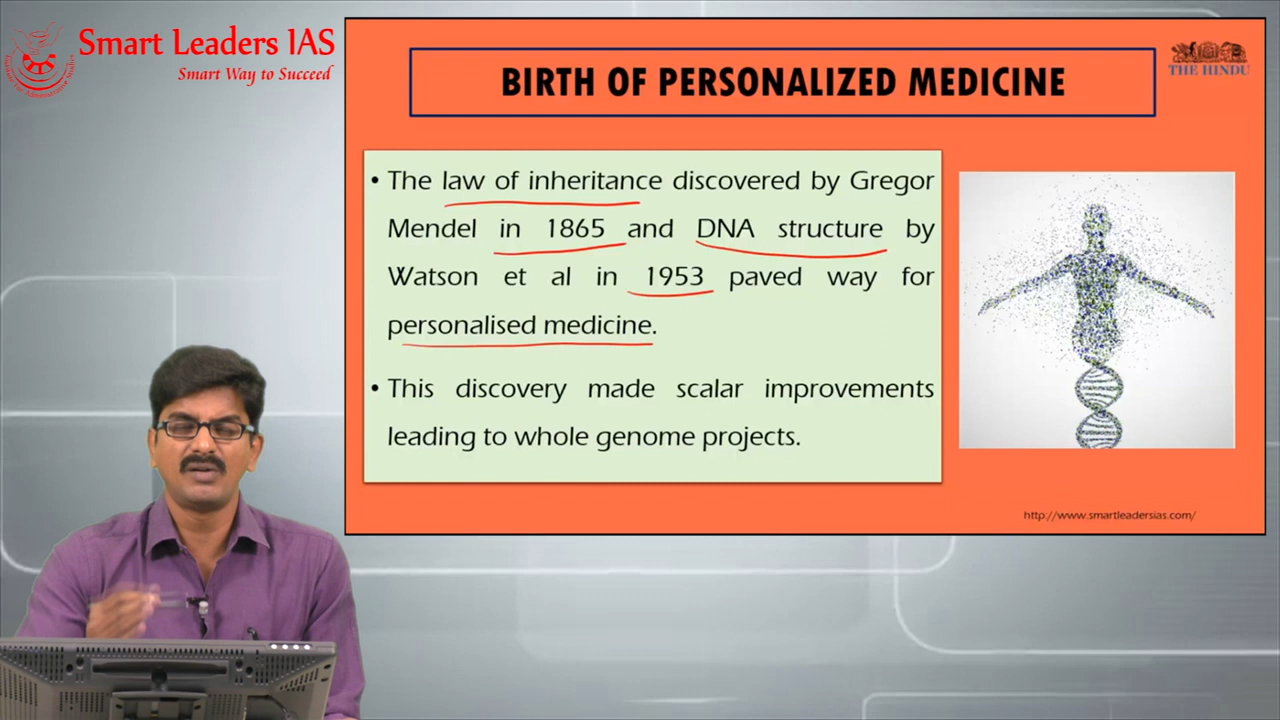 Smart Leaders IAS
Smart Way to Succeed
BIRTH OF PERSONALIZED MEDICINE
THE HINDU
• The law of inheritance discovered by Gregor
Mendel in 1865 and DNA structure by
Watson et al in 1953 paved way for
personalised medicine.
• This discovery made scalar improvements
leading to whole genome projects.
http://www.smartleadersias.com/